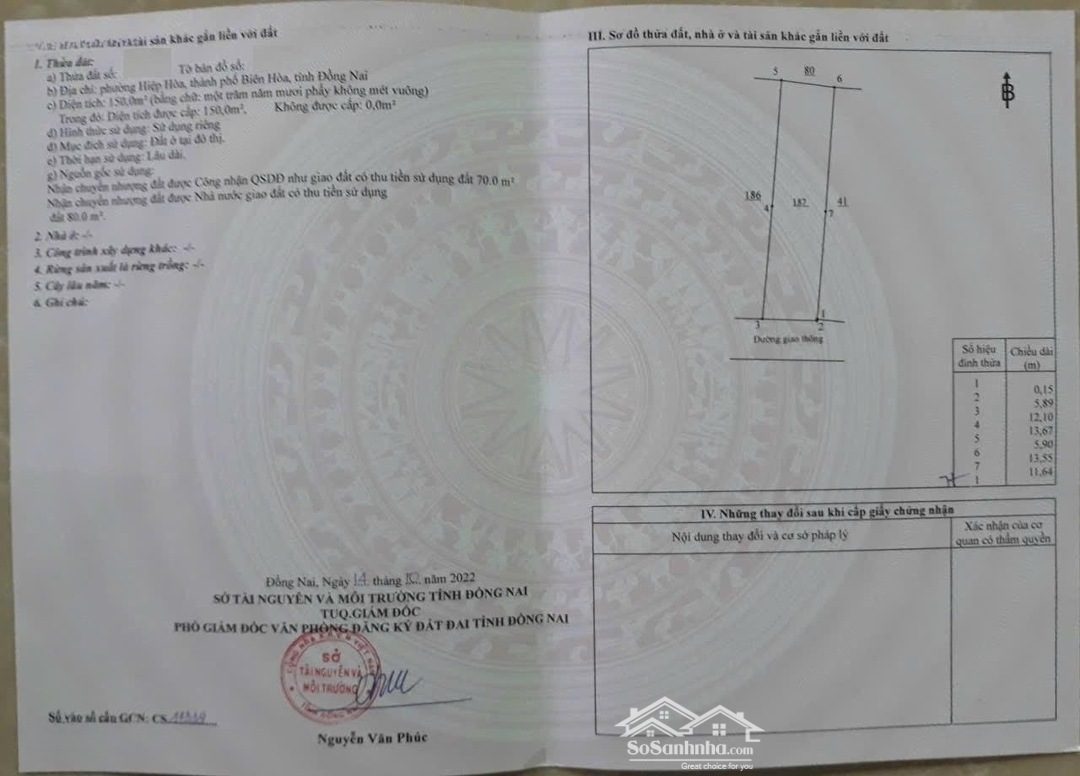 tài sản khác gắn liền với đất
1. Thửa đất:
a) Thửa đất số: Tờ bản đồ số:
b) Địa chỉ: phường Hiệp Hòa, thành phố Biên Hòa, tỉnh Đồng Nai
c) Diện tích: 150,0m² (bằng chữ: một trăm năm mươi phẩy không mét vuông)
Trong đó: Diện tích được cấp: 150,0m², Không được cấp: 0,0m²
d) Hình thức sử dụng: Sử dụng riêng
đ) Mục đích sử dụng: Đất ở tại đô thị.
e) Thời hạn sử dụng: Lâu dài.
g) Nguồn gốc sử dụng:
Nhận chuyển nhượng đất được Công nhận QSDĐ như giao đất có thu tiền sử dụng đất 70.0 m²
Nhận chuyển nhượng đất được Nhà nước giao đất có thu tiền sử dụng
đất 80.0 m².
2. Nhà ở: -/-
3. Công trình xây dựng khác: -/-
4. Rừng sản xuất là rừng trồng: -/-
5. Cây lâu năm: -/-
6. Ghi chú:
Đồng Nai, Ngày 14 tháng năm 2022
SỞ TÀI NGUYÊN VÀ MÔI TRƯỜNG TỈNH ĐỒNG NAI
TUQ.GIÁM ĐỐC
PHÓ GIÁM ĐỐC VĂN PHÒNG ĐĂNG KÝ ĐẤT ĐAI TỈNH ĐỒNG NAI
SỞ
TÀI NGUYÊN VÀ
MÔI TRƯỜNG
Số vào sổ cấp GCN: CS
Nguyễn Văn Phúc
III. Sơ đồ thửa đất, nhà ở và tài sản khác gắn liền với đất
5 80 6
B
186 4 182 7 41
3 2 1
Đường giao thông
Số hiệu đỉnh thửa Chiều dài (m)
1
0,15
2
5,89
3
12,10
4
13,67
5
5,90
6
13,55
7
11,64
1
IV. Những thay đổi sau khi cấp giấy chứng nhận
Nội dung thay đổi và cơ sở pháp lý
Xác nhận của cơ
quan có thẩm quyền
SoSanhnha.com
Great choice for you